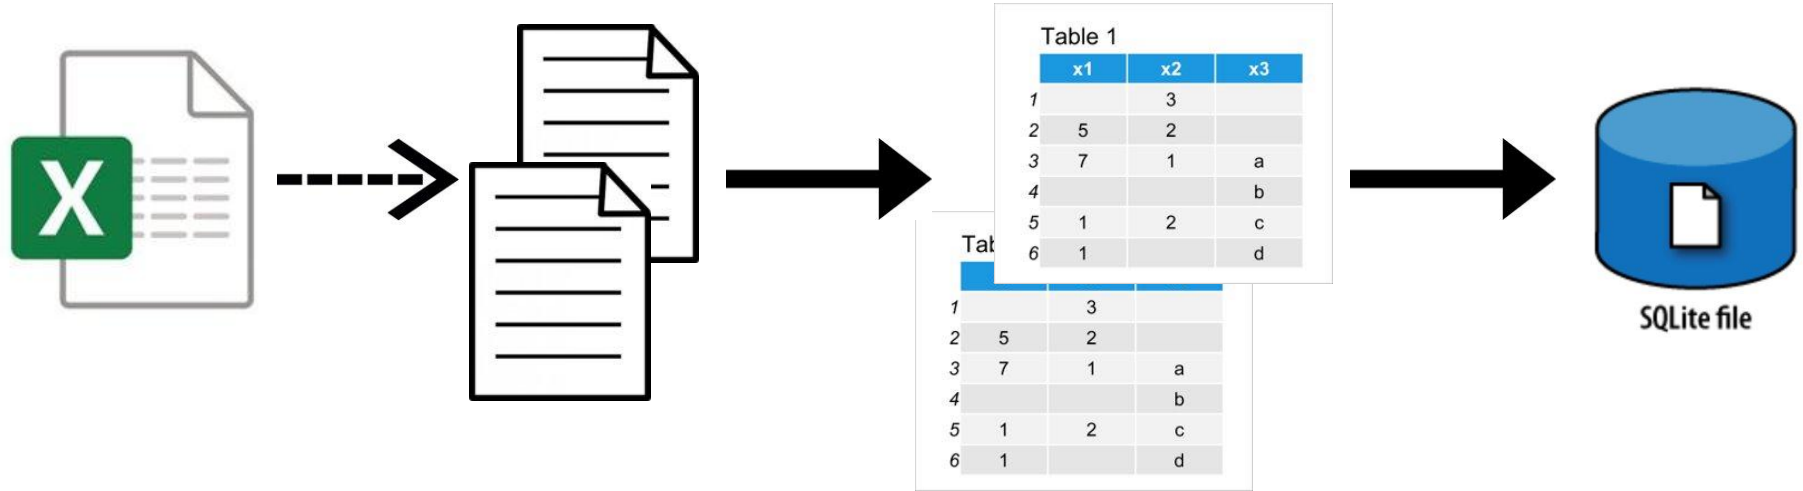 X
Table 1
x1 x2 x3
1 3
2 5 2
3 7 1 a
4 b
5 1 2 c
6 1 d
Tab
1 3
2 5 2
3 7 1 a
4 b
5 1 2 c
6 1 d
SQLite file